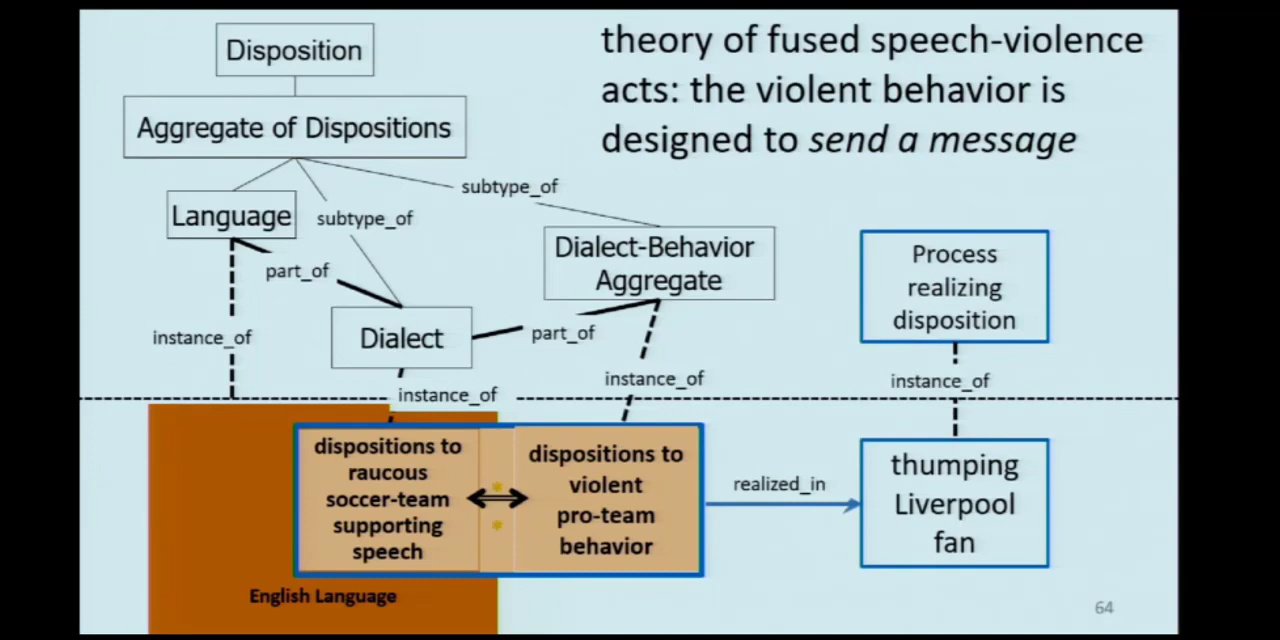 theory of fused speech-violence
acts: the violent behavior is
designed to send a message
Disposition
Aggregate of Dispositions
subtype_of
Language
subtype_of
Dialect-Behavior
Aggregate
Process
realizing
disposition
part_of
Dialect
part_of
instance_of
instance_of
instance_of
instance_of
dispositions to
raucous
soccer-team
supporting
speech
dispositions to
violent
pro-team
behavior
realized_in
thumping
Liverpool
fan
English Language
64